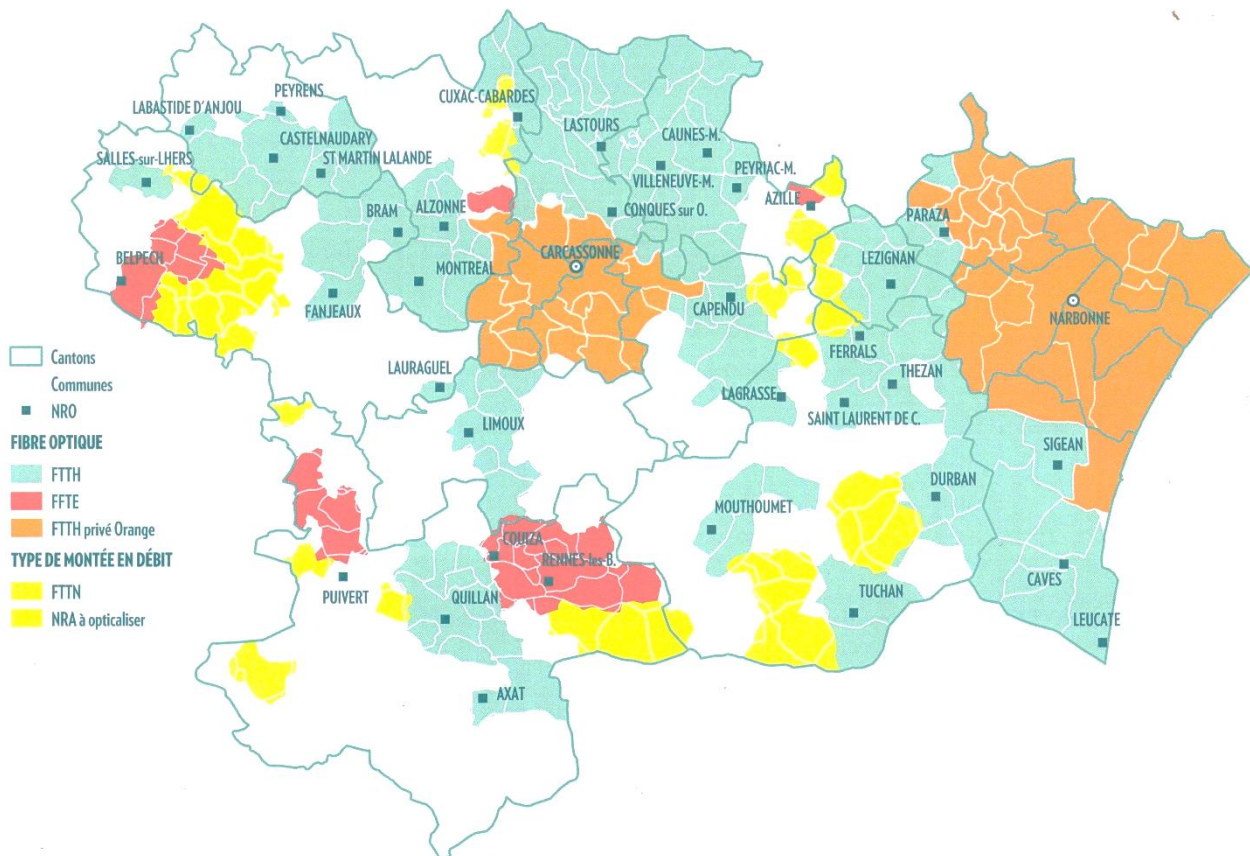 PEYRENS
LABASTIDE D'ANJOU
CUXAC-CABARDES
CASTELNAUDARY
LASTOURS
CAUNES-M.
ST MARTIN LALANDE
SALLES-sur-LHERS
VILLENEUVE-M.
PEYRIAC-M.
AZILLE
BRAM
ALZONNE
CONQUES sur O.
PARAZA
BELPECH
CARCASSONNE
MONTREAL
LEZIGNAN
FANJEAUX
CAPENDU
NARBONNE
FERRALS
LAURAGUEL
THEZAN
LAGRASSE
SAINT LAURENT DE C.
LIMOUX
SIGEAN
DURBAN
MOUTHOUMET
COUIZA
RENNES-les-B.
CAVES
PUIVERT
QUILLAN
TUCHAN
LEUCATE
AXAT
Cantons
Communes
NRO
FIBRE OPTIQUE
FTTH
FFTE
FTTH privé Orange
TYPE DE MONTÉE EN DÉBIT
FTTN
NRA à opticaliser